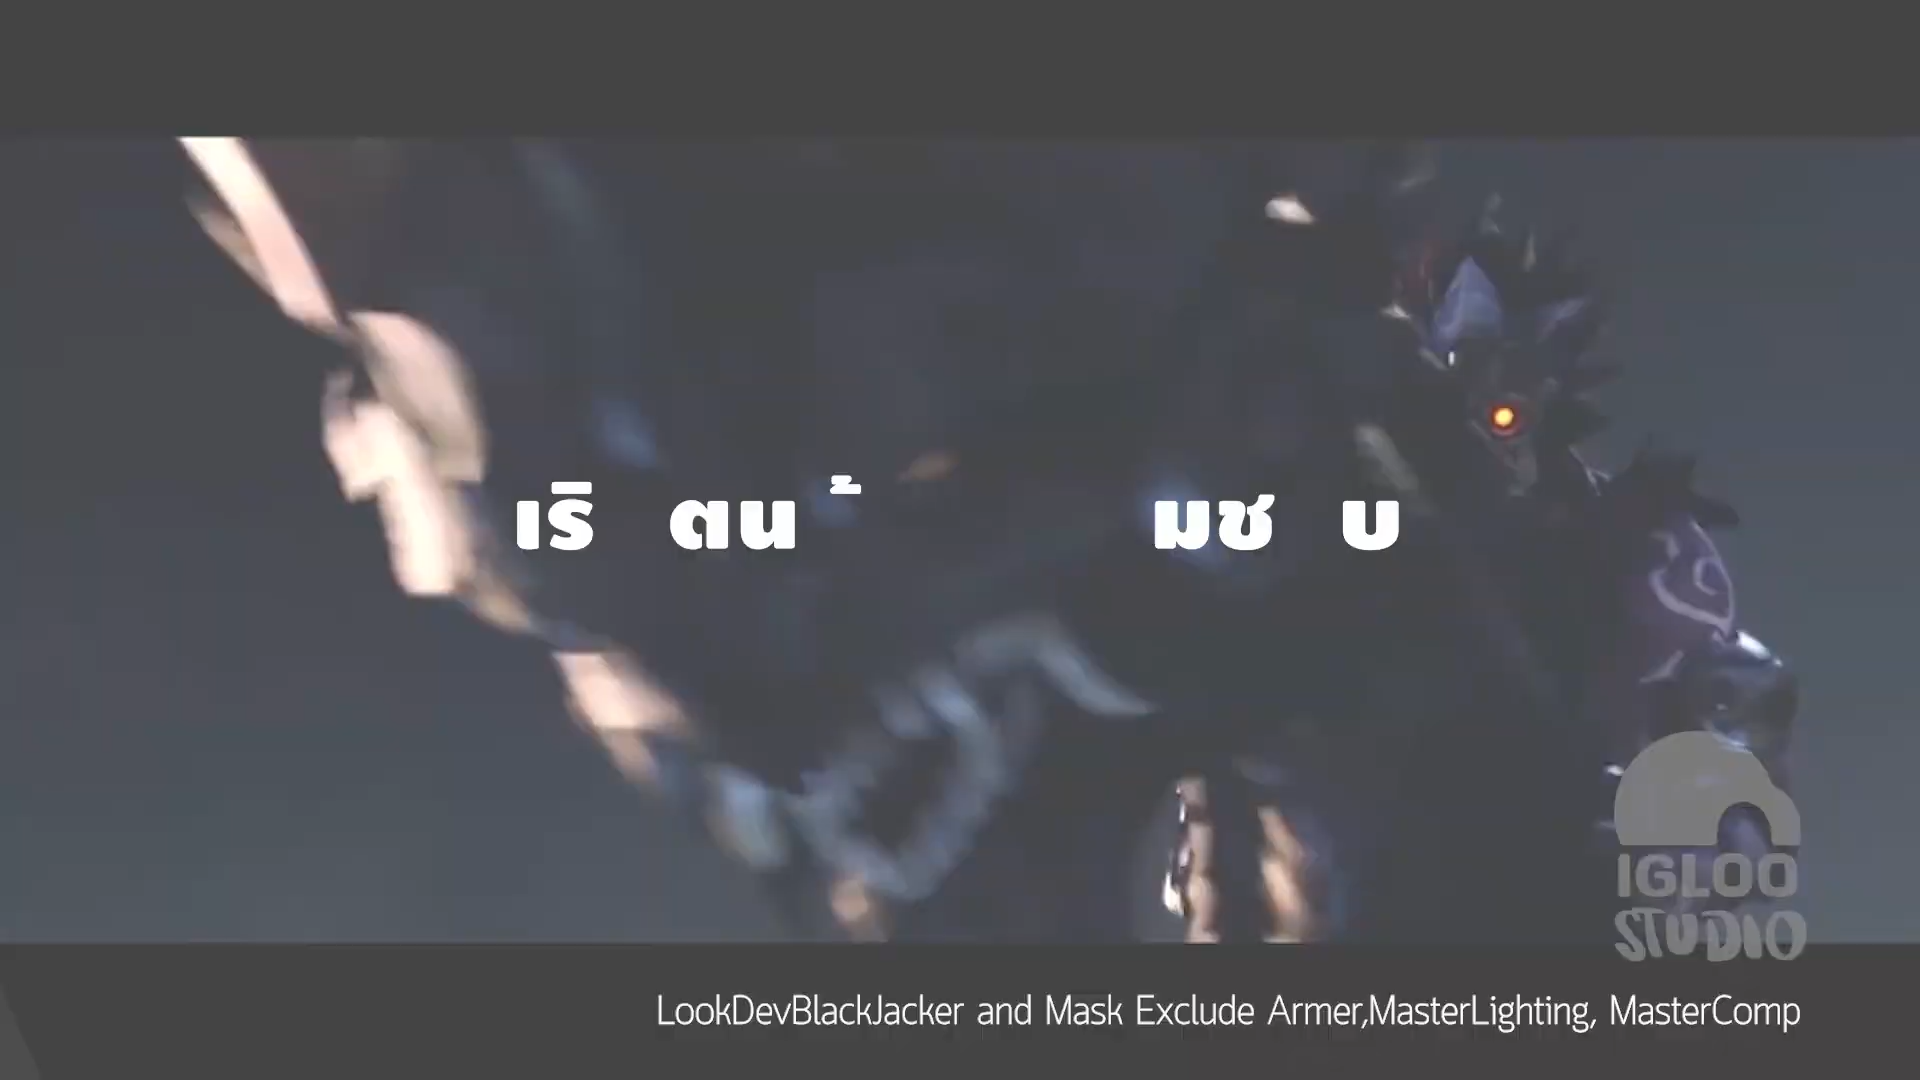 เริ ตน ้ มช บ
IGLOO
STUDIO
LookDevBlackJacker and Mask Exclude Armer,MasterLighting, MasterComp